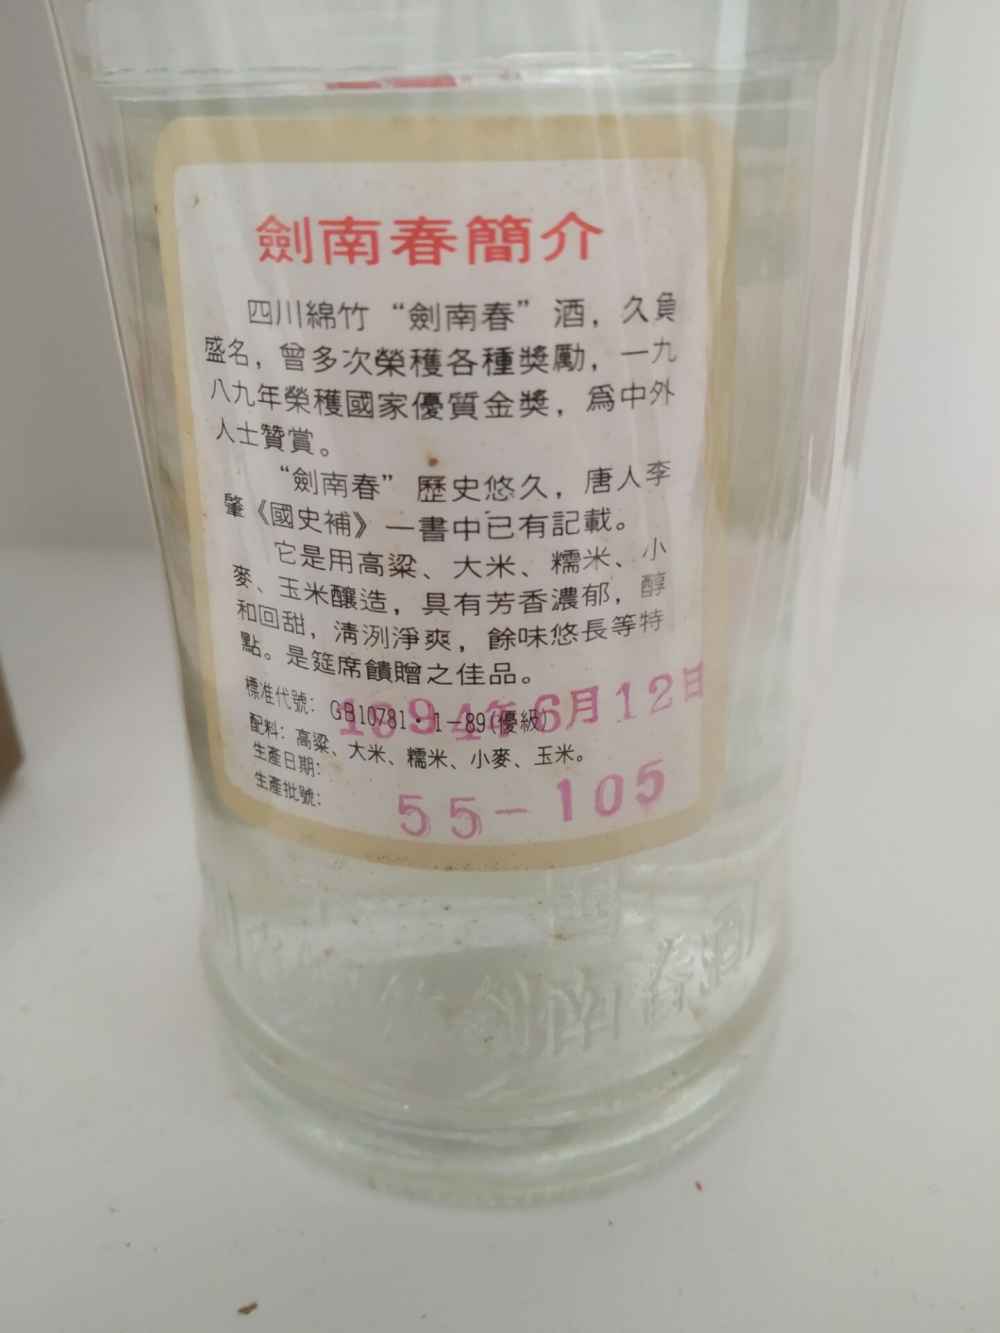 劍南春簡介
四川綿竹“劍南春”酒，久負
盛名，曾多次榮獲各種獎勵，一九
八九年榮獲國家優質金獎，爲中外
人士贊賞。
“劍南春”歷史悠久，唐人李
肇《國史補》一書中已有記載。
它是用高粱、大米、糯米、小
麥、玉米釀造，具有芳香濃郁，醇
和回甜，清洌淨爽，餘味悠長等特
點。是筵席饋贈之佳品。
標准代號：GB10781·1-89(優級)
1994年6月12日
配料：高粱、大米、糯米、小麥、玉米。
生產日期：
生產批號：
55-105
劍南春酒